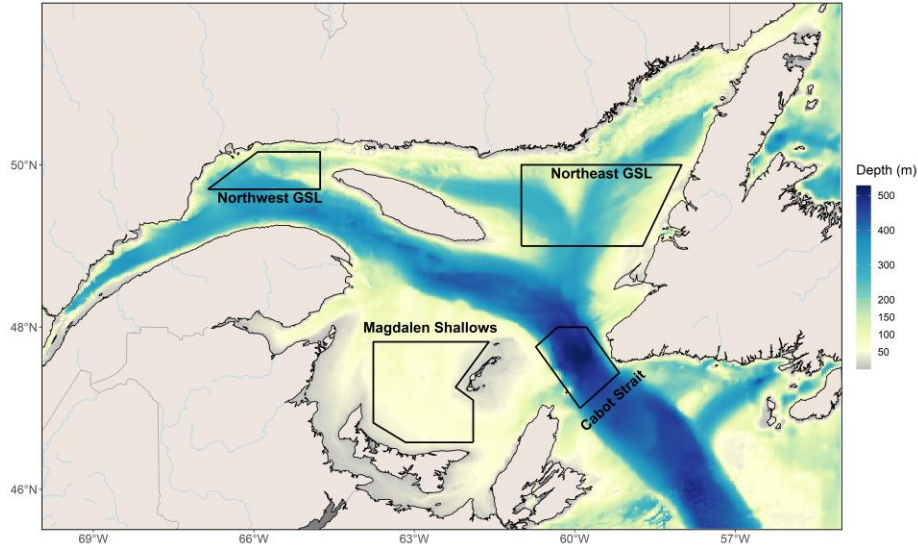 50°N
48°N
46°N
69°W
66°W
63°W
60°W
57°W
Northwest GSL
Northeast GSL
Magdalen Shallows
Cabot Strait
Depth (m)
500
400
300
200
150
100
50